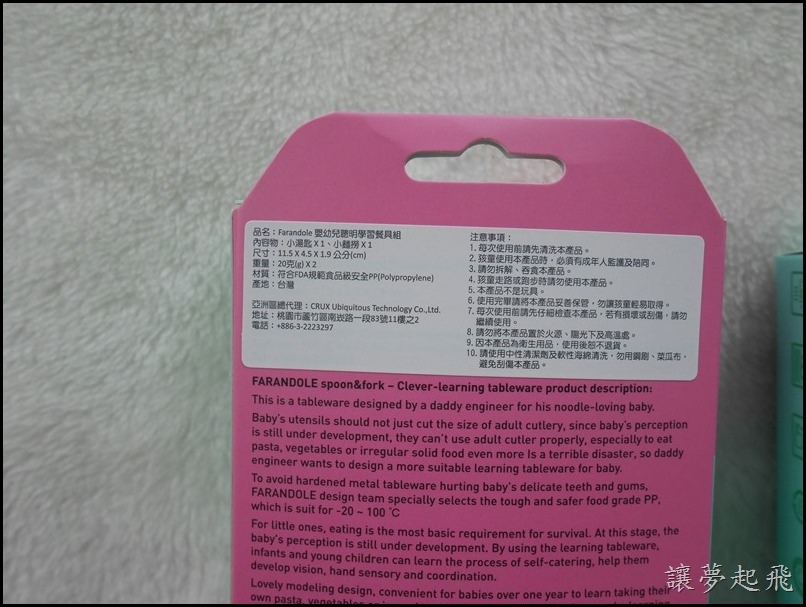 品名：Farandole 嬰幼兒聰明學習餐具組
內容物：小湯匙 X 1、小麵撈 X 1
尺寸：11.5 X 4.5 X 1.9 公分(cm)
重量：20克(g) X 2
材質：符合FDA規範食品級安全PP(Polypropylene)
產地：台灣
亞洲區總代理：CRUX Ubiquitous Technology Co.,Ltd.
地址：桃園市蘆竹區南崁路一段83號11樓之2
電話：+886-3-2223297
注意事項：
1. 每次使用前請先清洗本產品。
2. 孩童使用本產品時，必須有成年人監護及陪同。
3. 請勿拆解、吞食本產品。
4. 孩童走路或跑步時請勿使用本產品。
5. 本產品不是玩具。
6. 使用完畢請將本產品妥善保管，勿讓孩童輕易取得。
7. 每次使用前請先仔細檢查本產品，若有損壞或刮傷，請勿
繼續使用。
8. 請勿將本產品置於火源、陽光下及高溫處。
9. 因本產品為衛生用品，使用後恕不退貨。
10. 請使用中性清潔劑及軟性海綿清洗，勿用鋼刷、菜瓜布，
避免刮傷本產品。
FARANDOLE spoon&fork – Clever-learning tableware product description:
This is a tableware designed by a daddy engineer for his noodle-loving baby.
Baby's utensils should not just cut the size of adult cutlery, since baby's perception
is still under development, they can't use adult cutler properly, especially to eat
pasta, vegetables or irregular solid food even more Is a terrible disaster, so daddy
engineer wants to design a more suitable learning tableware for baby.
To avoid hardened metal tableware hurting baby's delicate teeth and gums,
FARANDOLE design team specially selects the tough and safer food grade PP,
which is suit for -20 ~ 100 ˚C
For little ones, eating is the most basic requirement for survival. At this stage, the
baby's perception is still under development. By using the learning tableware,
infants and young children can learn the process of self-catering, help them
develop vision, hand sensory and coordination.
Lovely modeling design, convenient for babies over one year to learn taking their
own pasta, vegetables or
讓夢起飛